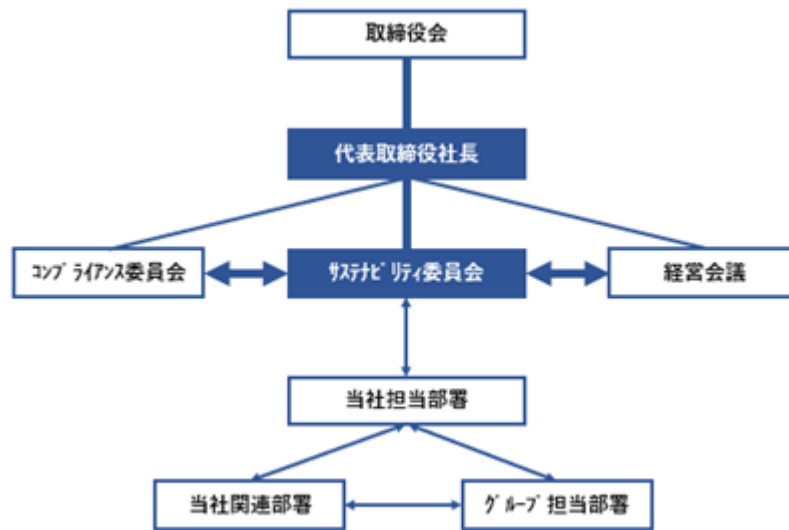 取締役会
代表取締役社長
コンプライアンス委員会
サステナビリティ委員会
経営会議
当社担当部署
当社関連部署
グループ担当部署